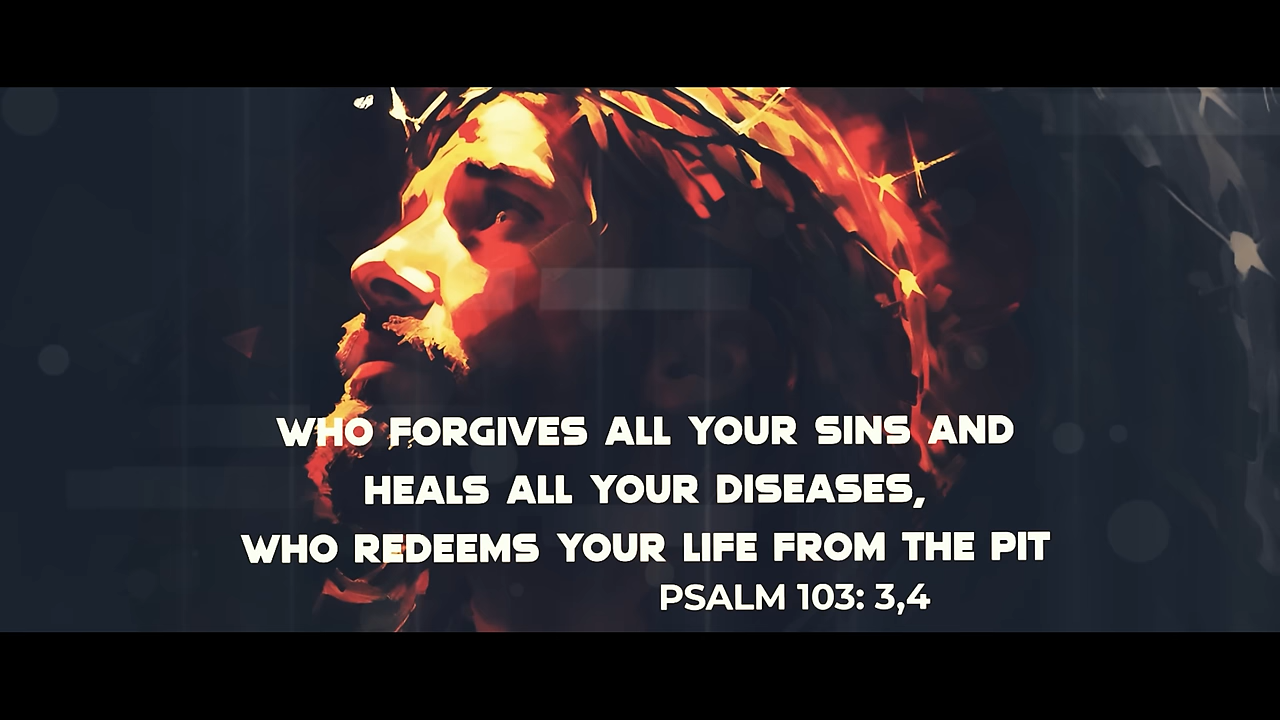 WHO FORGIVES ALL YOUR SINS AND
HEALS ALL YOUR DISEASES,
WHO REDEEMS YOUR LIFE FROM THE PIT
PSALM 103: 3,4